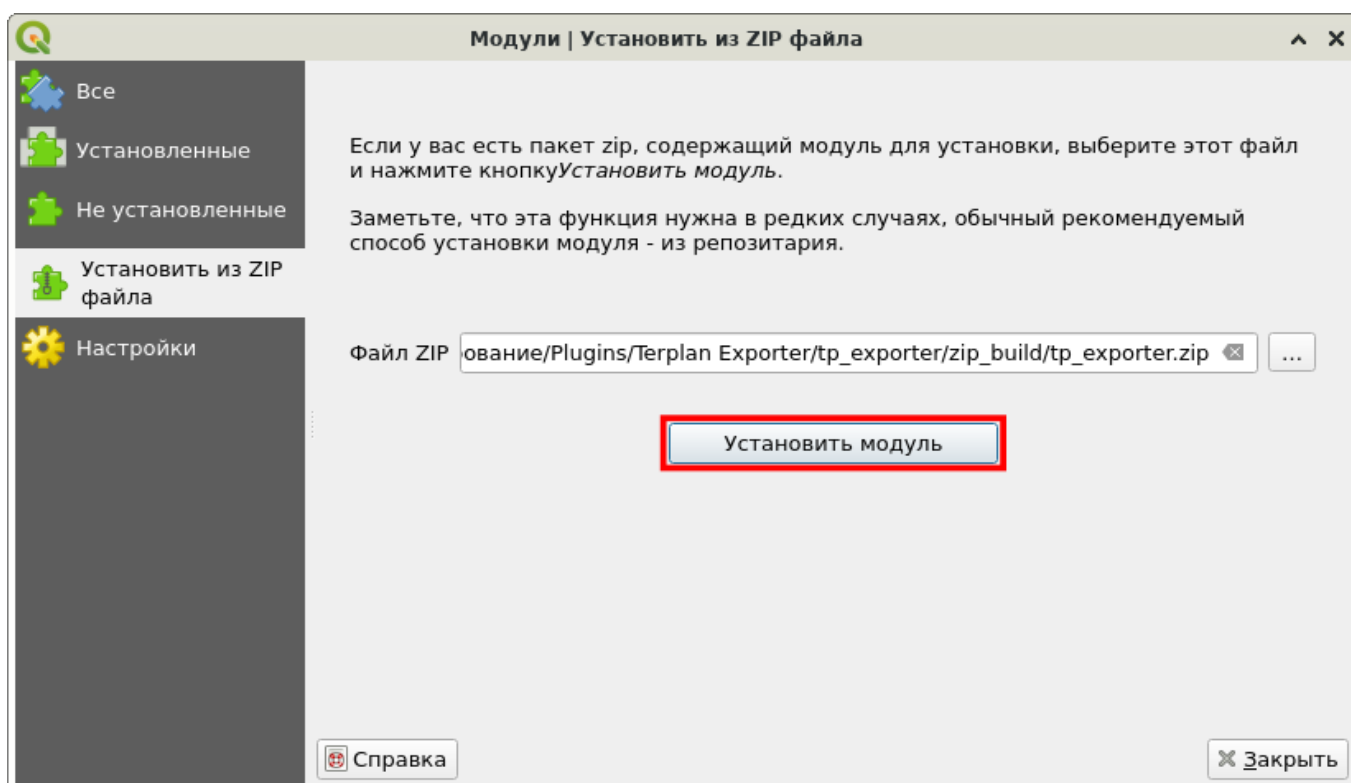 Модули | Установить из ZIP файла
Все
Установленные
Не установленные
Установить из ZIP
файла
Настройки
Если у вас есть пакет zip, содержащий модуль для установки, выберите этот файл
и нажмите кнопкуУстановить модуль.
Заметьте, что эта функция нужна в редких случаях, обычный рекомендуемый
способ установки модуля - из репозитария.
Файл ZIP ование/Plugins/Terplan Exporter/tp_exporter/zip_build/tp_exporter.zip ...
Установить модуль
Справка
Закрыть